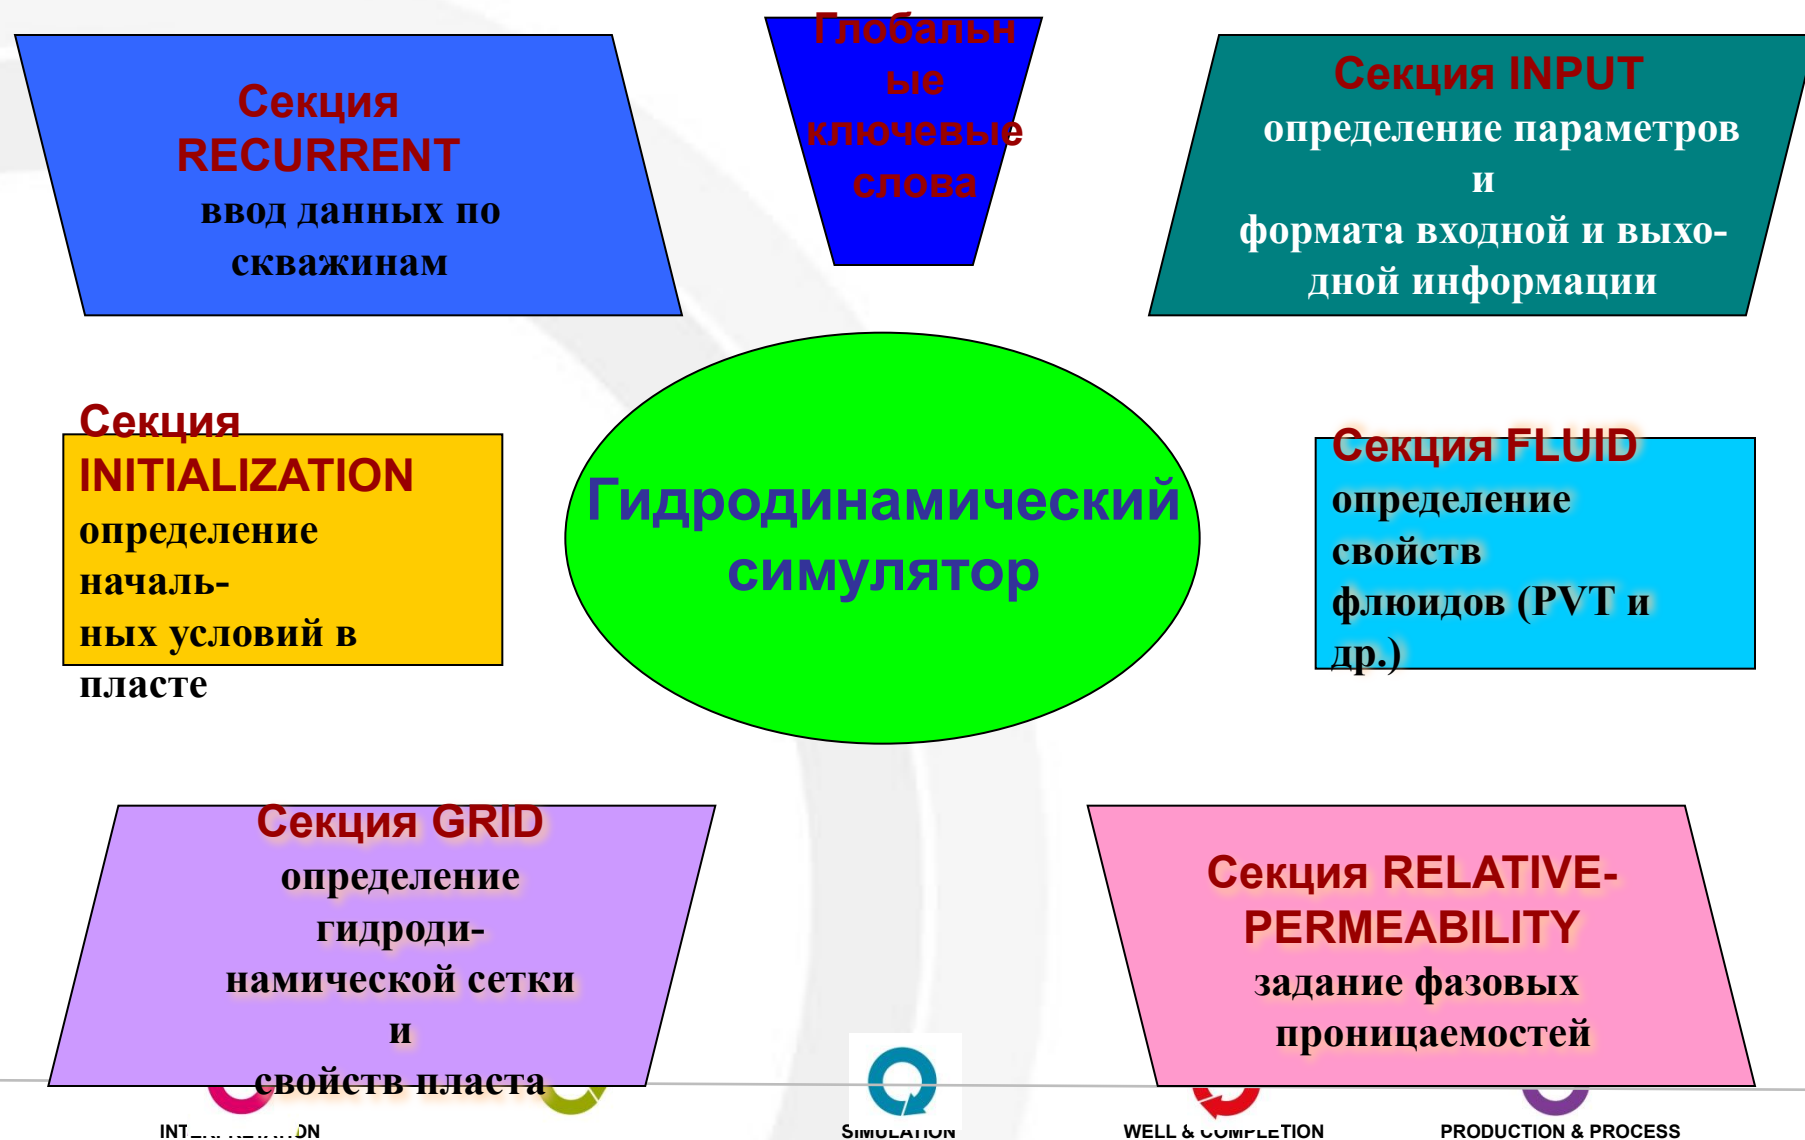 Секция
RECURRENT
ввод данных по
скважинам
Глобальн
ые
ключевые
слова
Секция INPUT
определение параметров
и
формата входной и выхо-
дной информации
Секция
INITIALIZATION
определение
началь-
ных условий в
пласте
Гидродинамический
симулятор
Секция FLUID
определение
свойств
флюидов (PVT и
др.)
Секция GRID
определение
гидроди-
намической сетки
и
свойств пласта
Секция RELATIVE-
PERMEABILITY
задание фазовых
проницаемостей
SIMULATION
WELL & COMPLETION
PRODUCTION & PROCESS